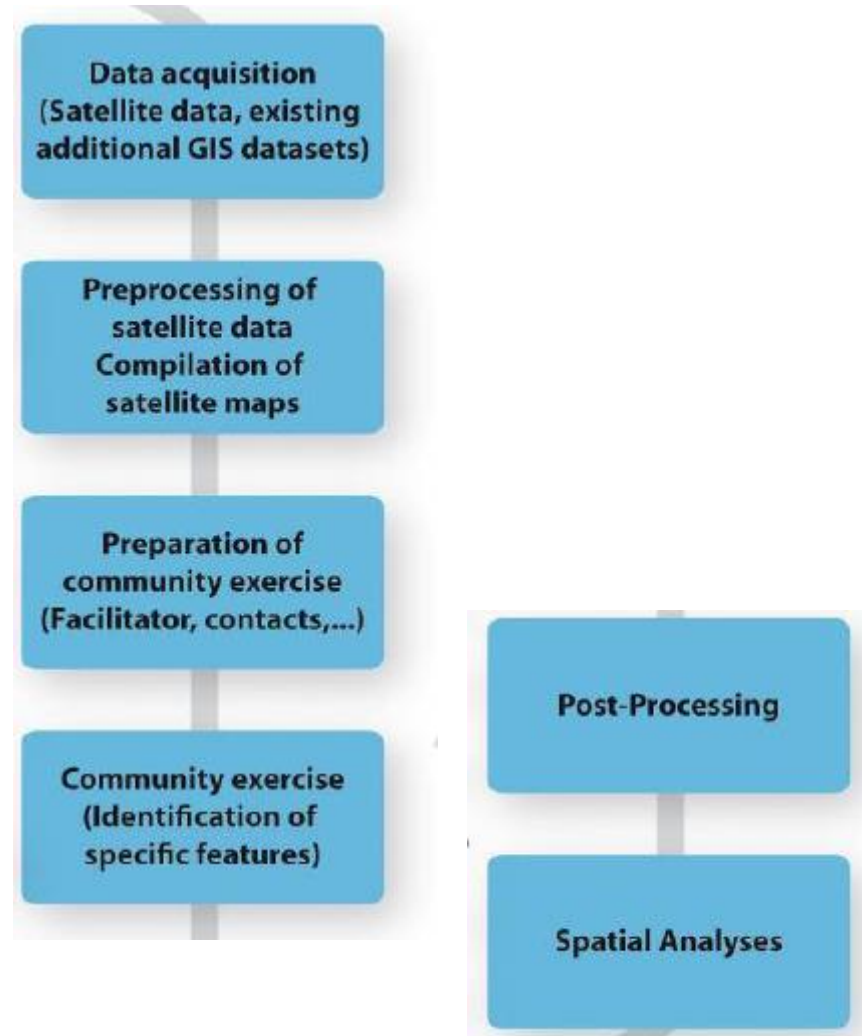 Data acquisition
(Satellite data, existing
additional GIS datasets)
Preprocessing of
satellite data
Compilation of
satellite maps
Preparation of
community exercise
(Facilitator, contacts,...)
Community exercise
(Identification of
specific features)
Post-Processing
Spatial Analyses